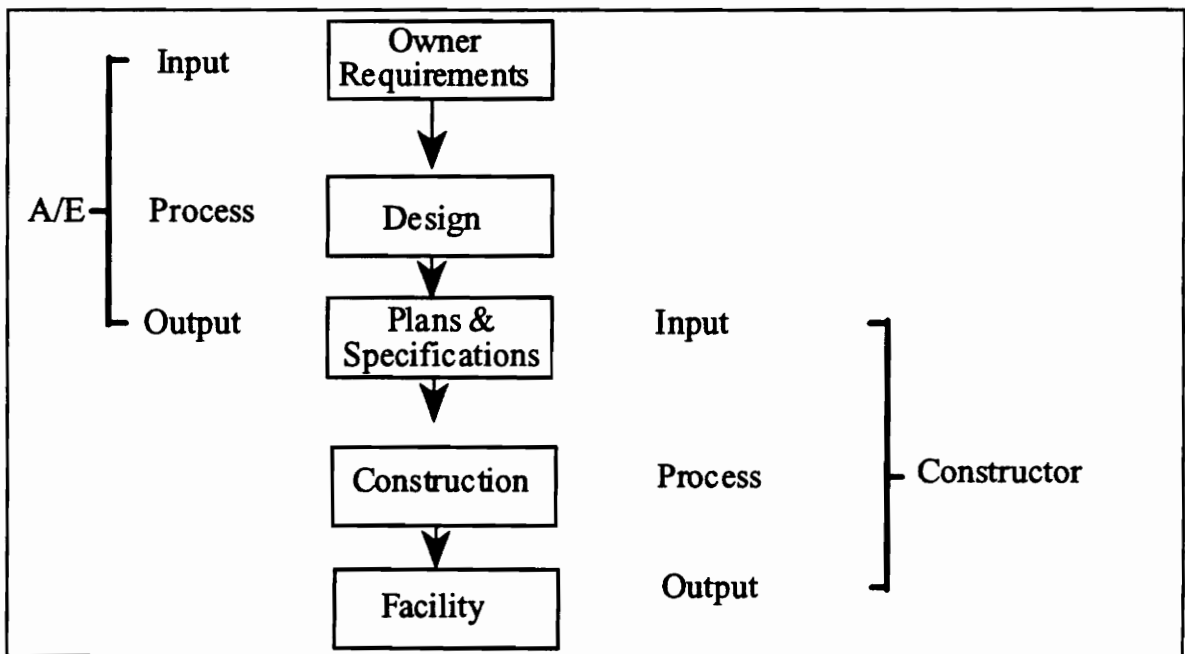 Input
Owner
Requirements
A/E
Process
Design
Output
Plans &
Specifications
Input
Construction
Process
Constructor
Facility
Output